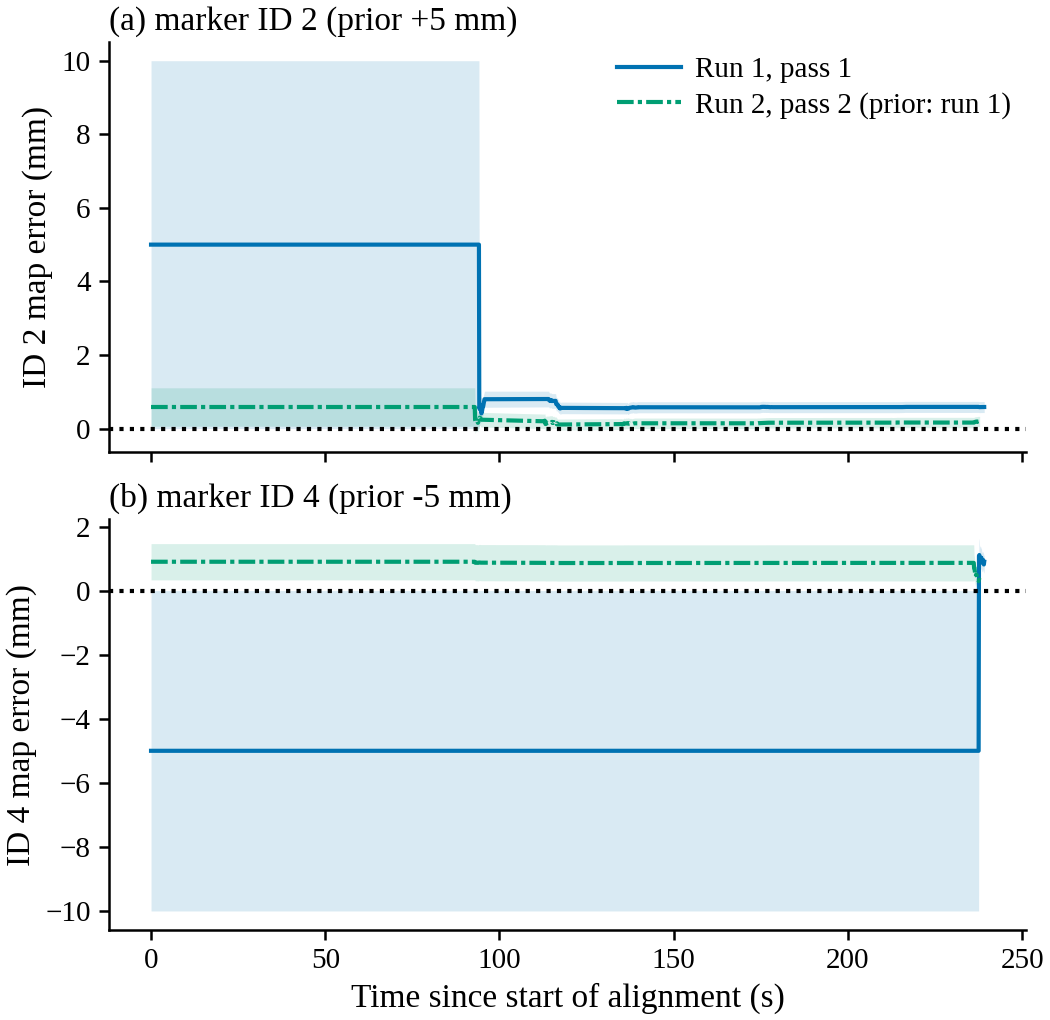 (a) marker ID 2 (prior +5 mm)
Run 1, pass 1
Run 2, pass 2 (prior: run 1)
ID 2 map error (mm)
10
8
6
4
2
0
(b) marker ID 4 (prior -5 mm)
ID 4 map error (mm)
2
0
−2
−4
−6
−8
−10
0 50 100 150 200 250
Time since start of alignment (s)